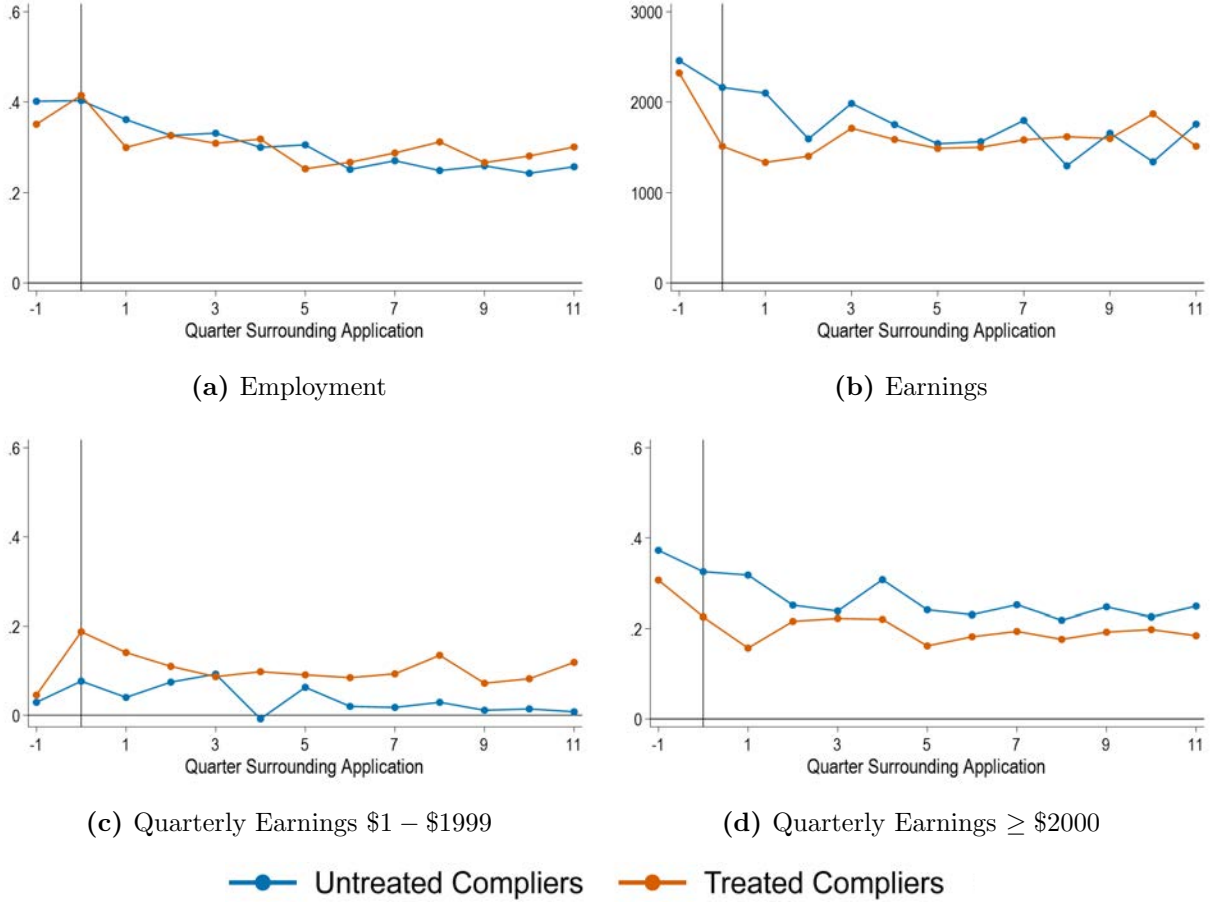 .6
.4
.2
0
-1 1 3 5 7 9 11
Quarter Surrounding Application
(a) Employment
3000
2000
1000
0
-1 1 3 5 7 9 11
Quarter Surrounding Application
(b) Earnings
.6
.4
.2
0
-1 1 3 5 7 9 11
Quarter Surrounding Application
(c) Quarterly Earnings $1 – $1999
.6
.4
.2
0
-1 1 3 5 7 9 11
Quarter Surrounding Application
(d) Quarterly Earnings ≥ $2000
Untreated Compliers Treated Compliers